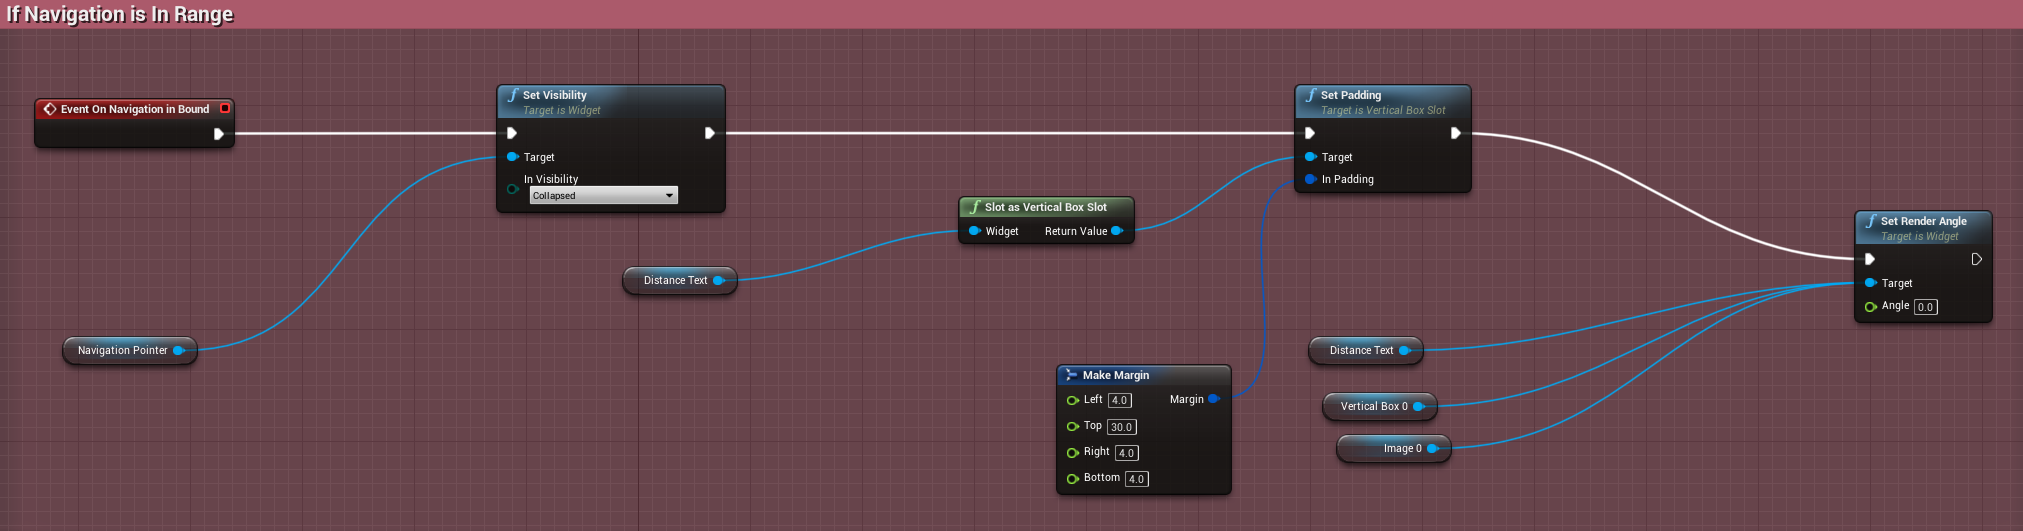 If Navigation is In Range
Event On Navigation in Bound
Set Visibility
Target is Widget
Target
In Visibility
Collapsed
Navigation Pointer
Distance Text
Slot as Vertical Box Slot
Widget
Return Value
Make Margin
Left 4.0
Margin
Top 30.0
Right 4.0
Bottom 4.0
Set Padding
Target is Vertical Box Slot
Target
In Padding
Distance Text
Vertical Box 0
Image 0
Set Render Angle
Target is Widget
Target
Angle 0.0